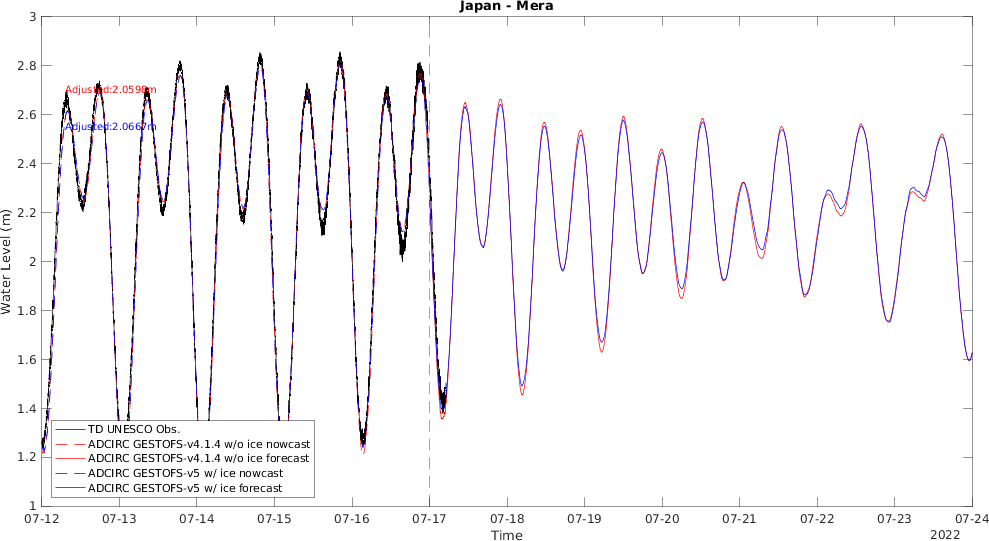 Japan - Mera
3
2.8
2.6
2.4
2.2
2
1.8
1.6
1.4
1.2
1
Water Level (m)
Adjusted:2.0598m
Adjusted:2.0667m
TD UNESCO Obs.
ADCIRC GESTOFS-v4.1.4 w/o ice nowcast
ADCIRC GESTOFS-v4.1.4 w/o ice forecast
ADCIRC GESTOFS-v5 w/ ice nowcast
ADCIRC GESTOFS-v5 w/ ice forecast
07-12 07-13 07-14 07-15 07-16 07-17 07-18 07-19 07-20 07-21 07-22 07-23 07-24
Time
2022